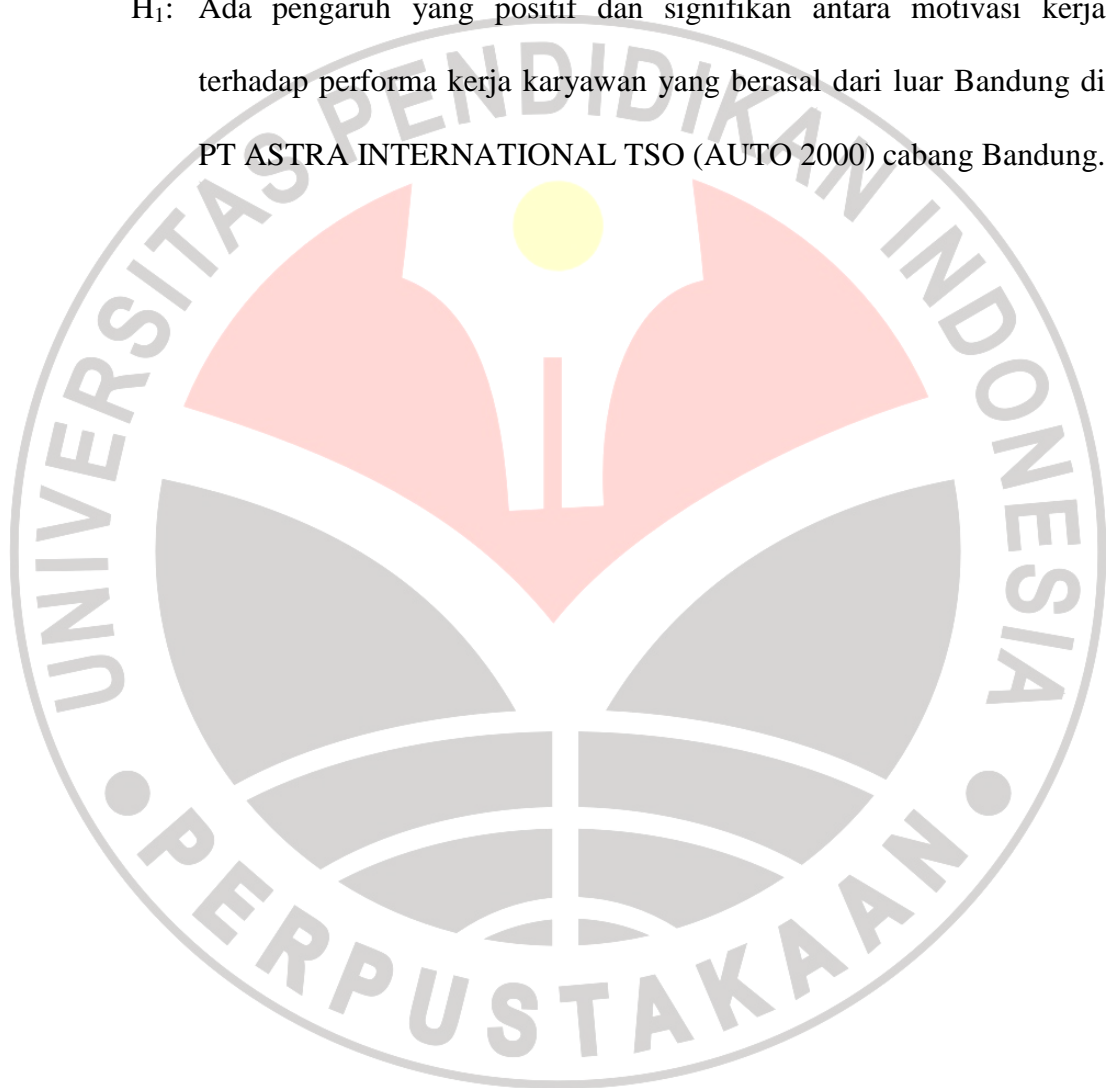 H₁: Ada pengaruh yang positif dan signifikan antara motivasi kerja
terhadap performa kerja karyawan yang berasal dari luar Bandung di
PT ASTRA INTERNATIONAL TSO (AUTO 2000) cabang Bandung.
UNIVERSITAS PENDIDIKAN INDONESIA
PERPUSTAKAAN